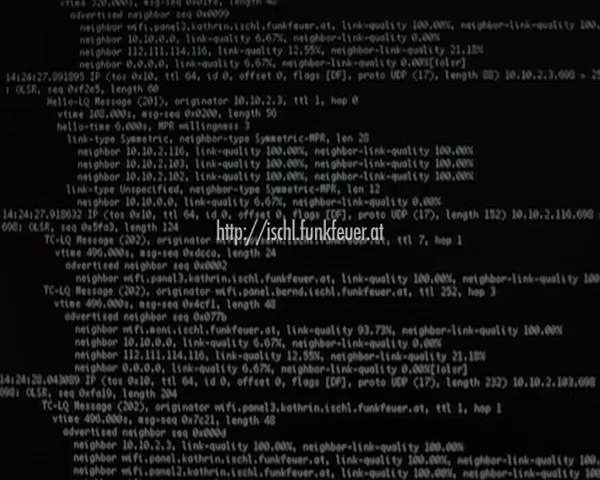 vtime 320.000s, msg-seq 0x01fe, length 48
advertised neighbor seq 0x0099
neighbor wifi.panel2.kathrin.ischl.funkfeuer.at, link-quality 100.00%, neighbor-link-quality 100.00%
neighbor 10.10.0.0, link-quality 6.67%, neighbor-link-quality 0.00%
neighbor 112.111.114.116, link-quality 12.55%, neighbor-link-quality 21.18%
neighbor 0.0.0.0, link-quality 6.67%, neighbor-link-quality 0.00%[|olsr]
14:24:27.891895 IP (tos 0x10, ttl 64, id 0, offset 0, flags [DF], proto UDP (17), length 88) 10.10.2.3.698 > 25
: OLSR, seq 0xf2e5, length 60
Hello-LQ Message (201), originator 10.10.2.3, ttl 1, hop 0
vtime 108.000s, msg-seq 0x0200, length 56
hello-time 6.000s, MPR willingness 3
link-type Symmetric, neighbor-type Symmetric-MPR, len 28
neighbor 10.10.2.116, link-quality 100.00%, neighbor-link-quality 100.00%
neighbor 10.10.2.103, link-quality 100.00%, neighbor-link-quality 100.00%
neighbor 10.10.2.102, link-quality 100.00%, neighbor-link-quality 100.00%
link-type Unspecified, neighbor-type Symmetric-MPR, len 12
neighbor 10.10.0.0, link-quality 6.67%, neighbor-link-quality 0.00%
14:24:27.918632 IP (tos 0x10, ttl 64, id 0, offset 0, flags [DF], proto UDP (17), length 152) 10.10.2.116.698
698: OLSR, seq 0x5fa3, length 124
http://ischl.funkfeuer.at
TC-LQ Message (202), originator ttl 7, hop 1
vtime 496.000s, msg-seq 0xdcca, length 24
advertised neighbor seq 0x0002
neighbor wifi.panel3.kathrin.ischl.funkfeuer.at, link-quality 100.00%, neighbor-link-quality 100
TC-LQ Message (202), originator wifi.panel.bernd.ischl.funkfeuer.at, ttl 252, hop 3
vtime 496.000s, msg-seq 0x4cf1, length 48
advertised neighbor seq 0x077b
neighbor wifi.moni.ischl.funkfeuer.at, link-quality 93.73%, neighbor-link-quality 100.00%
neighbor 10.10.0.0, link-quality 6.67%, neighbor-link-quality 0.00%
neighbor 112.111.114.116, link-quality 12.55%, neighbor-link-quality 21.18%
neighbor 0.0.0.0, link-quality 6.67%, neighbor-link-quality 0.00%[|olsr]
14:24:28.043089 IP (tos 0x10, ttl 64, id 0, offset 0, flags [DF], proto UDP (17), length 232) 10.10.2.103.698
698: OLSR, seq 0xfa19, length 204
TC-LQ Message (202), originator wifi.panel3.kathrin.ischl.funkfeuer.at, ttl 1, hop 1
vtime 496.000s, msg-seq 0x7c21, length 48
advertised neighbor seq 0x000d
neighbor 10.10.2.3, link-quality 100.00%, neighbor-link-quality 100.00%
neighbor wifi.panel1.kathrin.ischl.funkfeuer.at, link-quality 100.00%, neighbor-link-quality 100.00%
neighbor wifi.panel2.kathrin.ischl.funkfeuer.at, link-quality 100.00%, neighbor-link-quality 100.00%